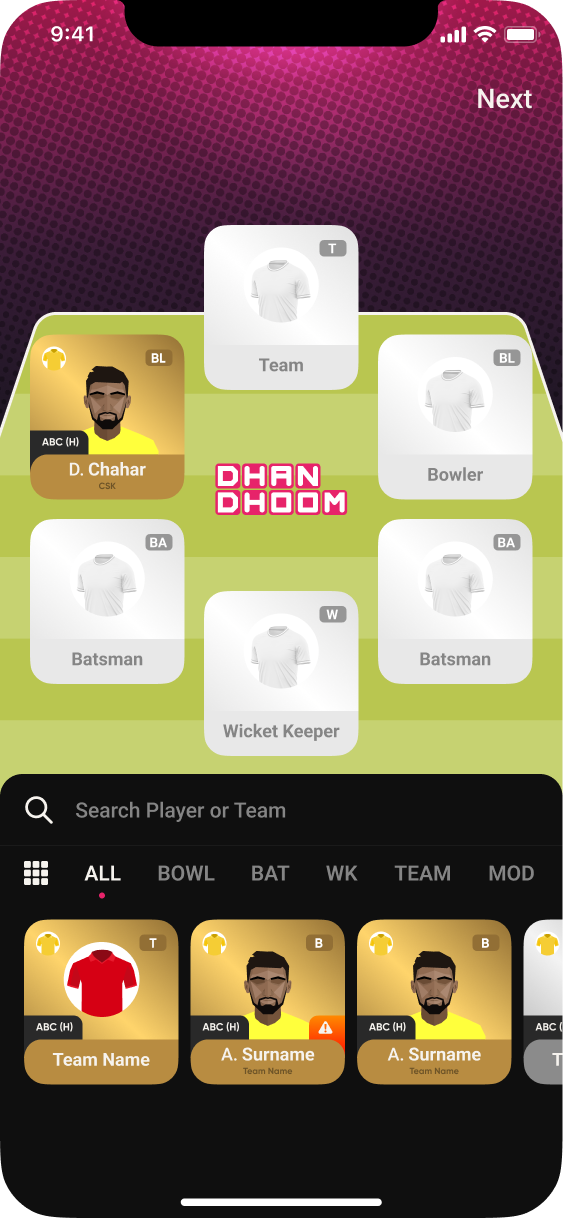 9:41
Next
T
Team
BL
ABC (H)
D. Chahar
CSK
BL
Bowler
DHAN
DHOOM
BA
Batsman
W
Wicket Keeper
BA
Batsman
Search Player or Team
ALL BOWL BAT WK TEAM MOD
T
ABC (H)
Team Name
B
ABC (H)
A. Surname
Team Name
B
ABC (H)
A. Surname
Team Name
ABC (
T